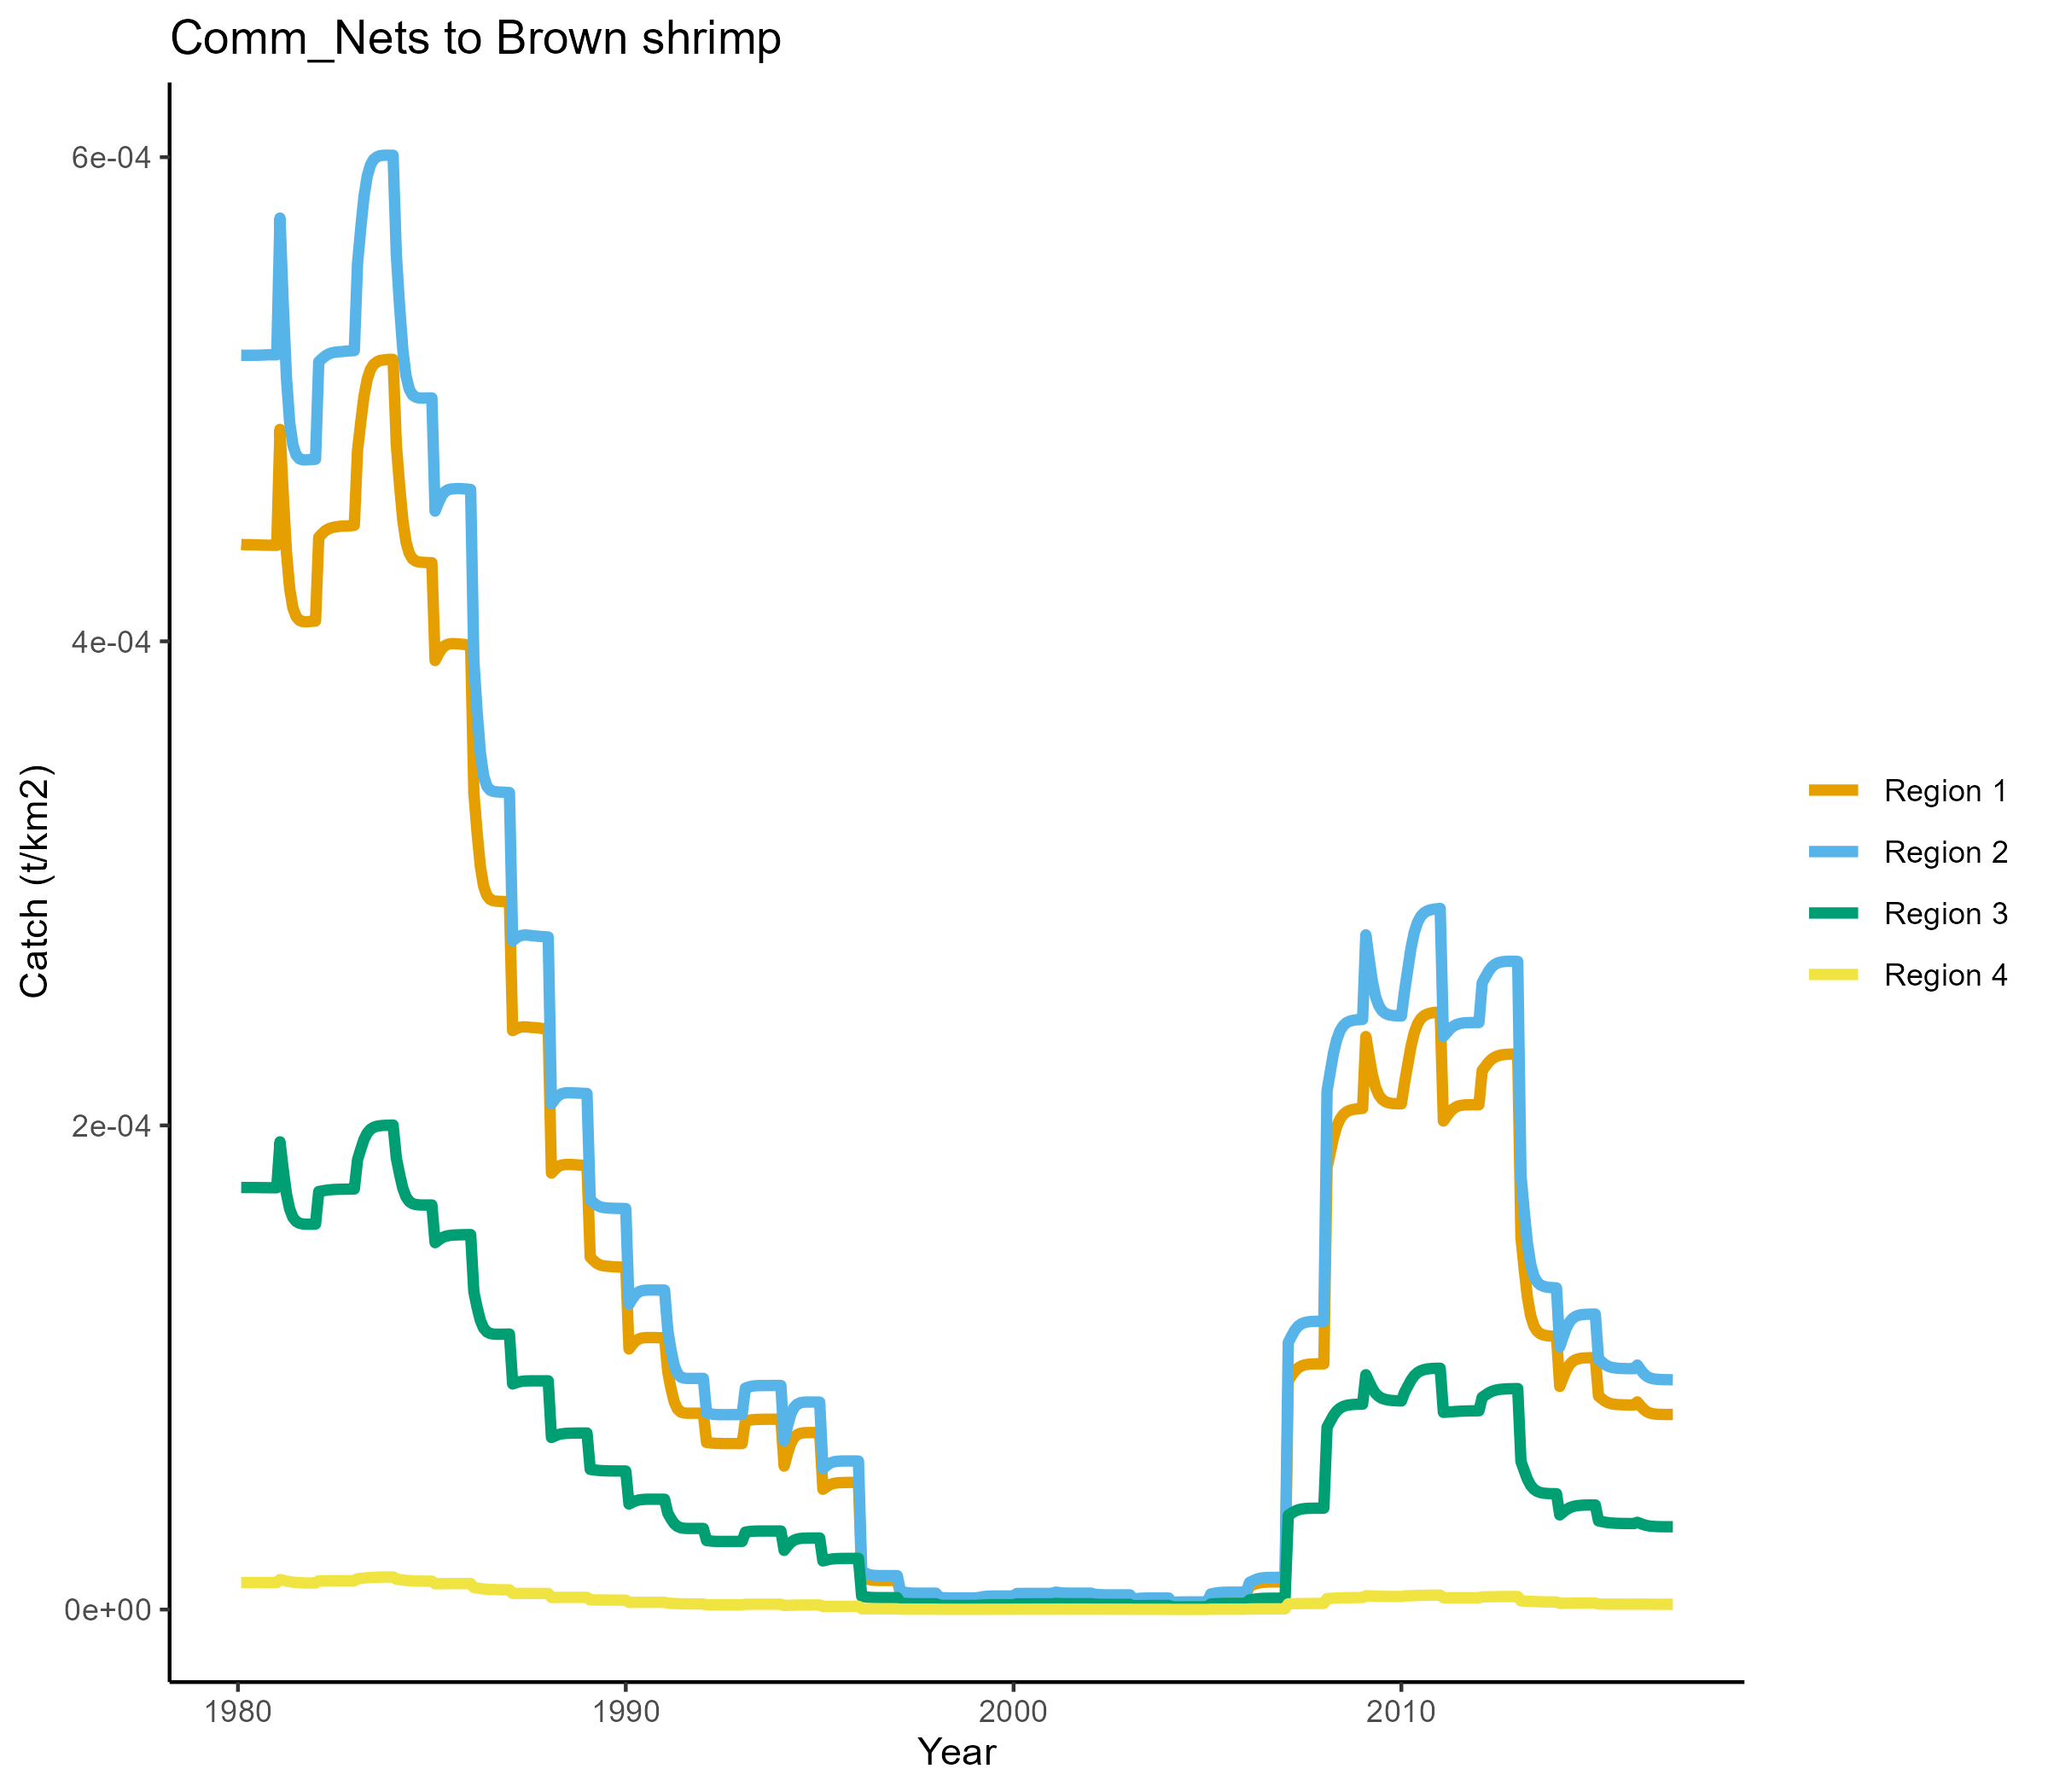 Comm_Nets to Brown shrimp
6e-04
4e-04
2e-04
0e+00
Catch (t/km2)
1980
1990
2000
2010
Year
Region 1
Region 2
Region 3
Region 4